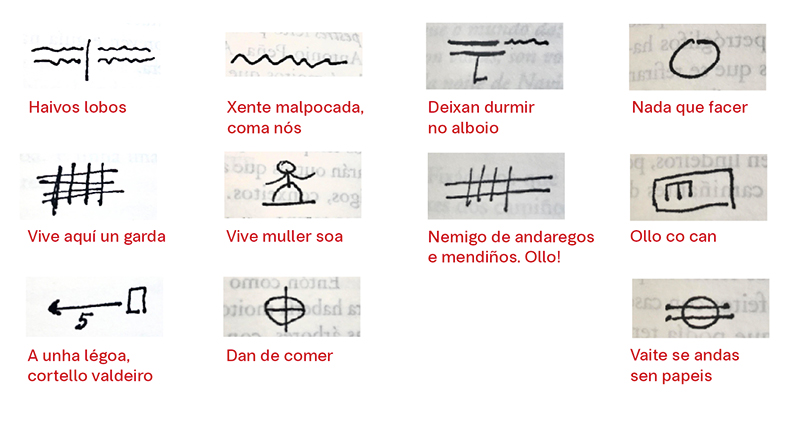 Haivos lobos
Xente malpocada,
coma nós
Deixan durmir
no alboio
Nada que facer
Vive aquí un garda
Vive muller soa
Nemigo de andaregos
e mendiños. Ollo!
Ollo co can
5
A unha légoa,
cortello valdeiro
Dan de comer
Vaite se andas
sen papeis